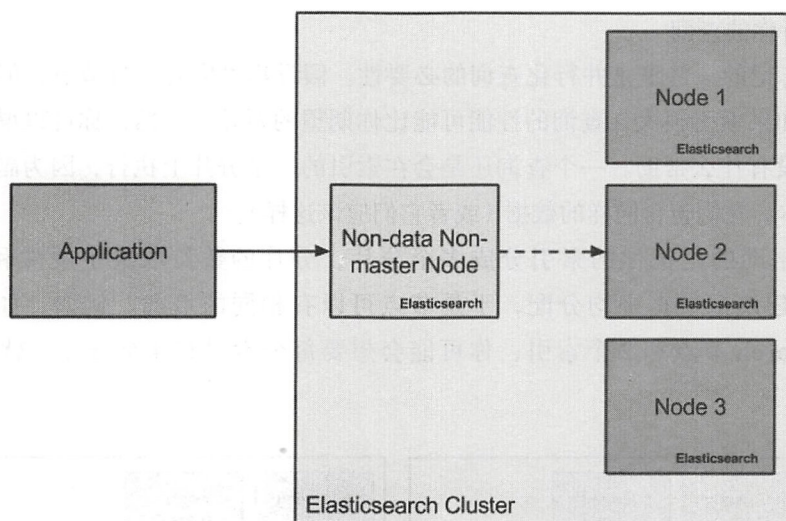 Node 1
Elasticsearch
Application
Non-data Non-
master Node
Elasticsearch
Node 2
Elasticsearch
Node 3
Elasticsearch
Elasticsearch Cluster